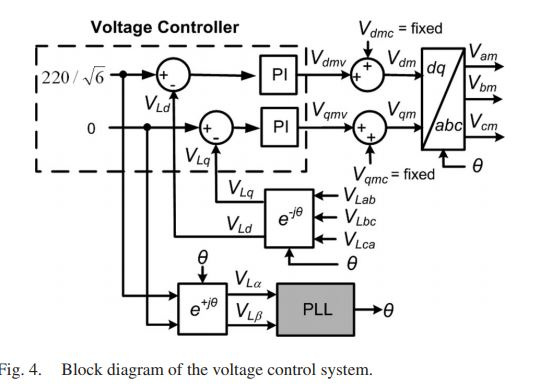 Voltage Controller
V_dmc = fixed
220 / √6
V_Ld
PI
V_dmv
V_dm
dq
V_am
V_bm
0
V_Lq
PI
V_qmv
V_qm
abc
V_cm
V_qmc = fixed
θ
V_Lq
V_Ld
e^-jθ
V_Lab
V_Lbc
V_Lca
θ
θ
e^+jθ
V_Lα
V_Lβ
PLL
θ
Fig. 4. Block diagram of the voltage control system.